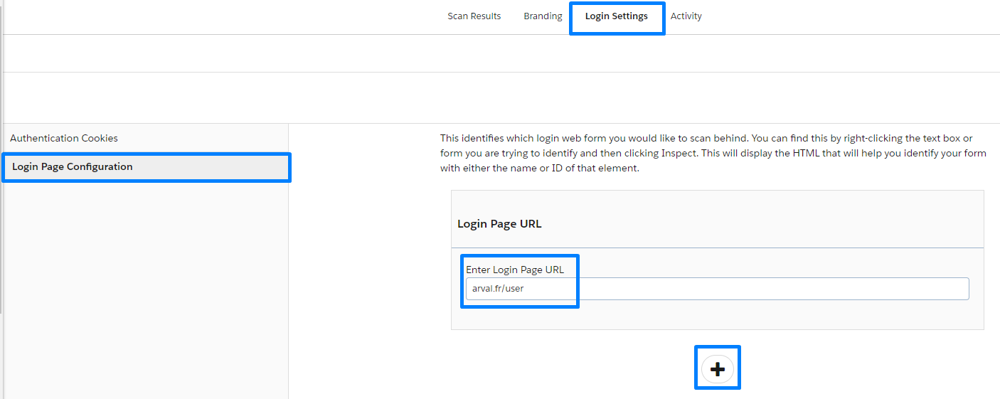 Scan Results Branding Login Settings Activity
Authentication Cookies
Login Page Configuration
This identifies which login web form you would like to scan behind. You can find this by right-clicking the text box or
form you are trying to identify and then clicking Inspect. This will display the HTML that will help you identify your form
with either the name or ID of that element.
Login Page URL
Enter Login Page URL
arval.fr/user